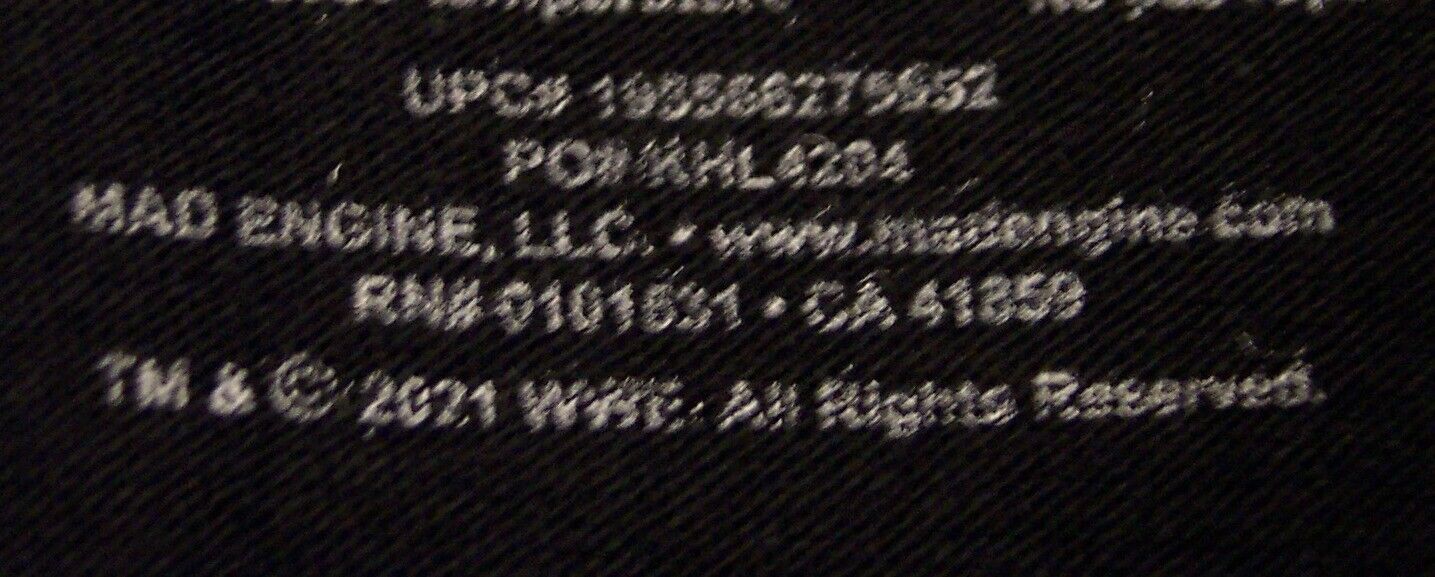 UPC# 193586279552
PO# KHL4204
MAD ENGINE, LLC. • www.madengine.com
RN# 0101631 • CA 41859
TM & © 2021 WWE. All Rights Reserved.